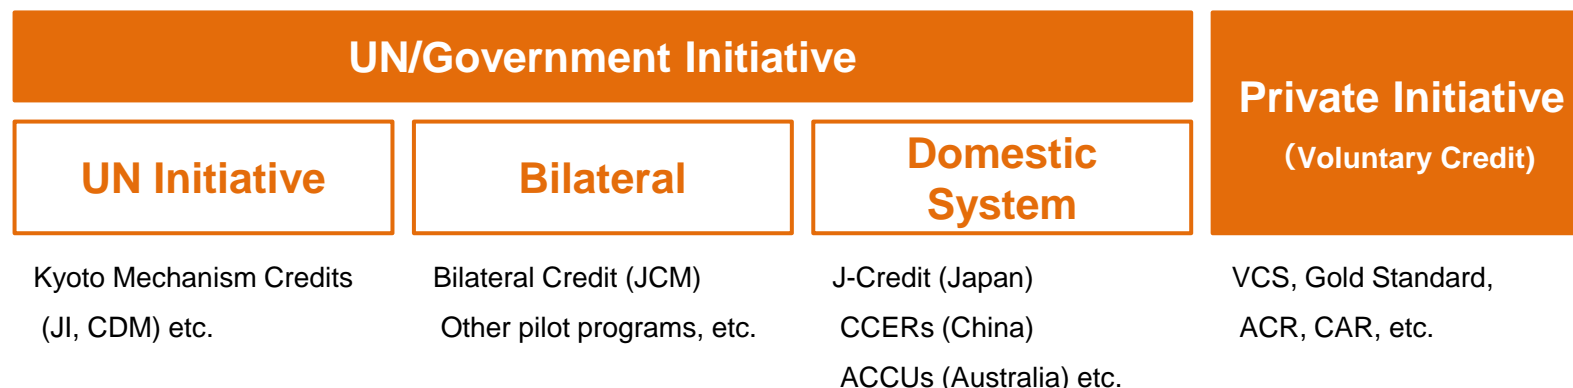 UN/Government Initiative
Private Initiative
（Voluntary Credit)
UN Initiative
Bilateral
Domestic
System
Kyoto Mechanism Credits
(JI, CDM) etc.
Bilateral Credit (JCM)
Other pilot programs, etc.
J-Credit (Japan)
CCERs (China)
ACCUs (Australia) etc.
VCS, Gold Standard,
ACR, CAR, etc.